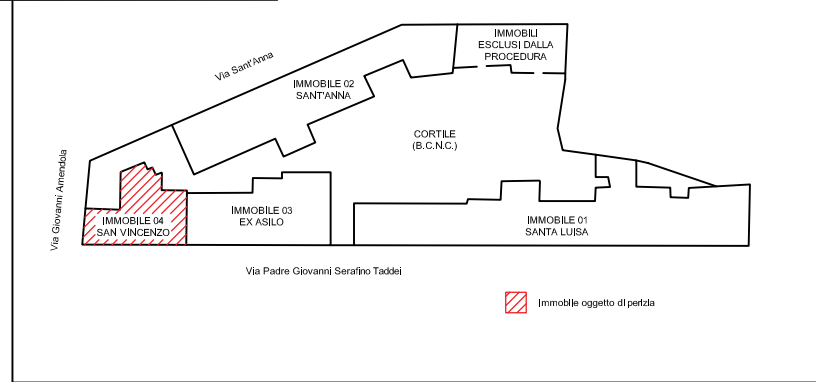 IMMOBILI
ESCLUSI DALLA
PROCEDURA
Via Sant'Anna
IMMOBILE 02
SANT'ANNA
CORTILE
(B.C.N.C.)
Via Giovanni Amendola
IMMOBILE 04
SAN VINCENZO
IMMOBILE 03
EX ASILO
IMMOBILE 01
SANTA LUISA
Via Padre Giovanni Serafino Taddei
Immobile oggetto di perizia